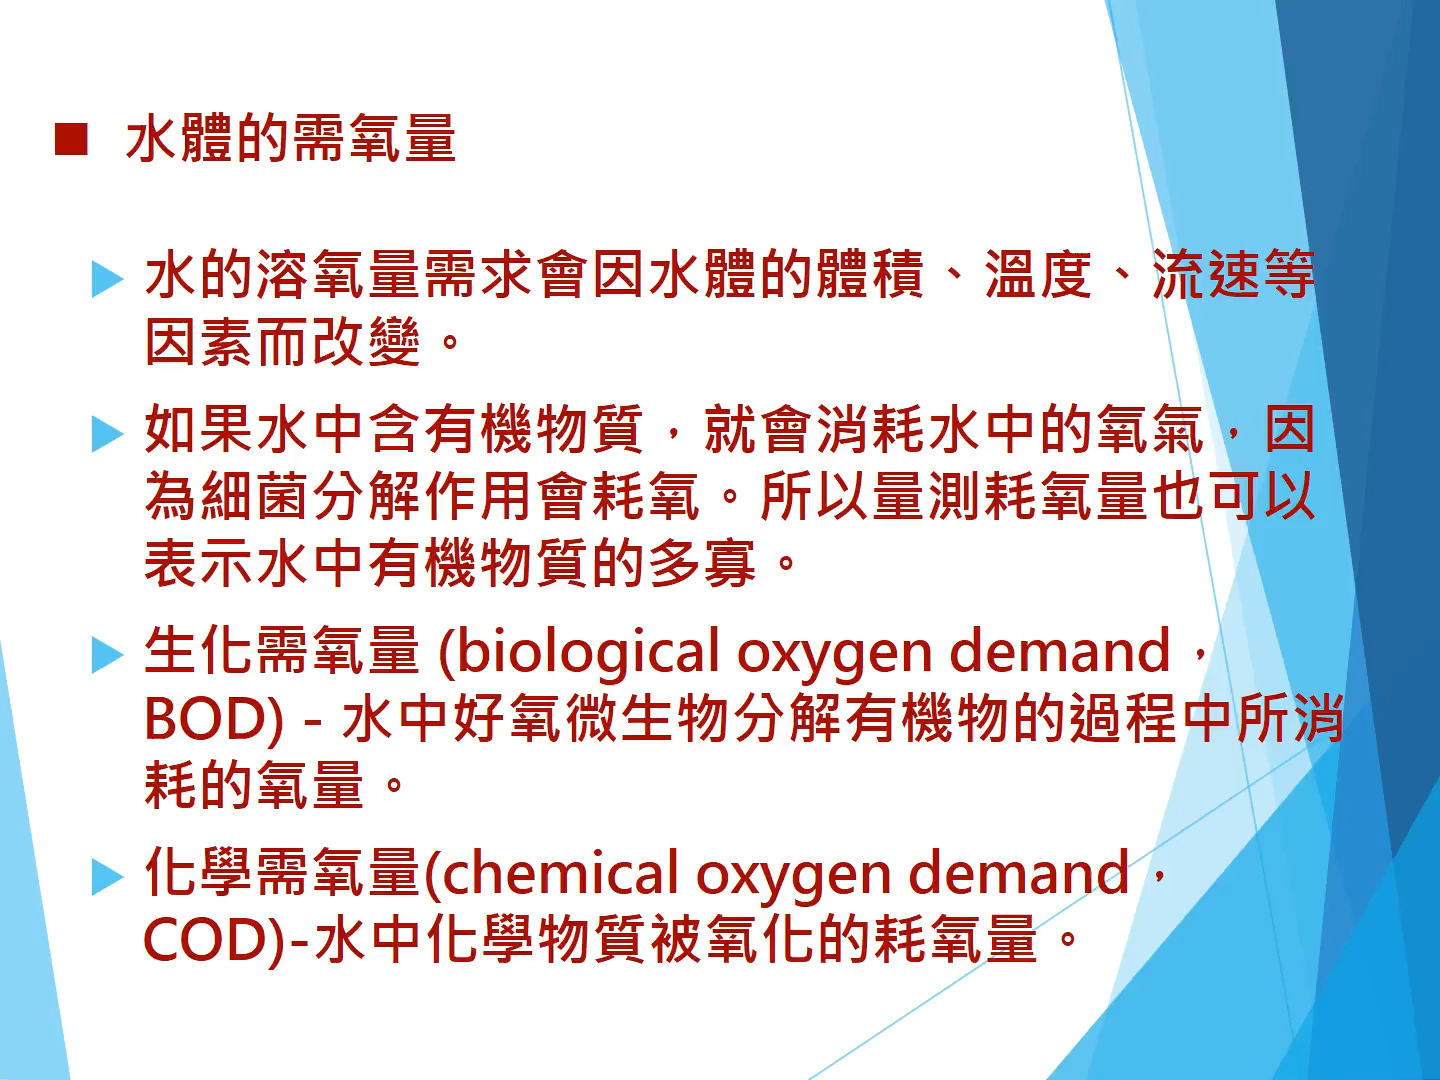 水體的需氧量
水的溶氧量需求會因水體的體積、溫度、流速等
因素而改變。
如果水中含有機物質，就會消耗水中的氧氣，因
為細菌分解作用會耗氧。所以量測耗氧量也可以
表示水中有機物質的多寡。
生化需氧量 (biological oxygen demand，
BOD) - 水中好氧微生物分解有機物的過程中所消
耗的氧量。
化學需氧量(chemical oxygen demand，
COD)-水中化學物質被氧化的耗氧量。